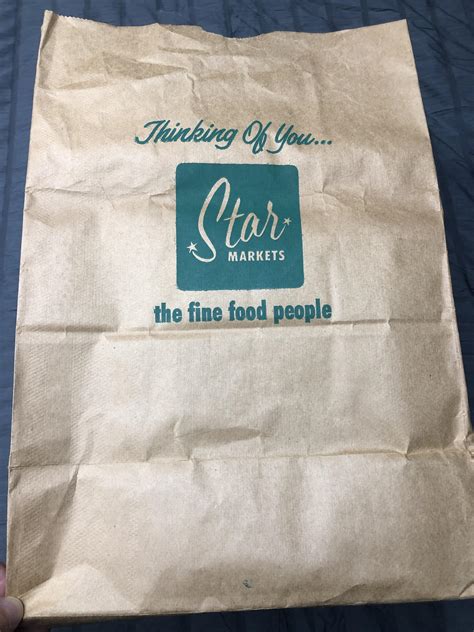 Thinking Of You...
Star
MARKETS
the fine food people